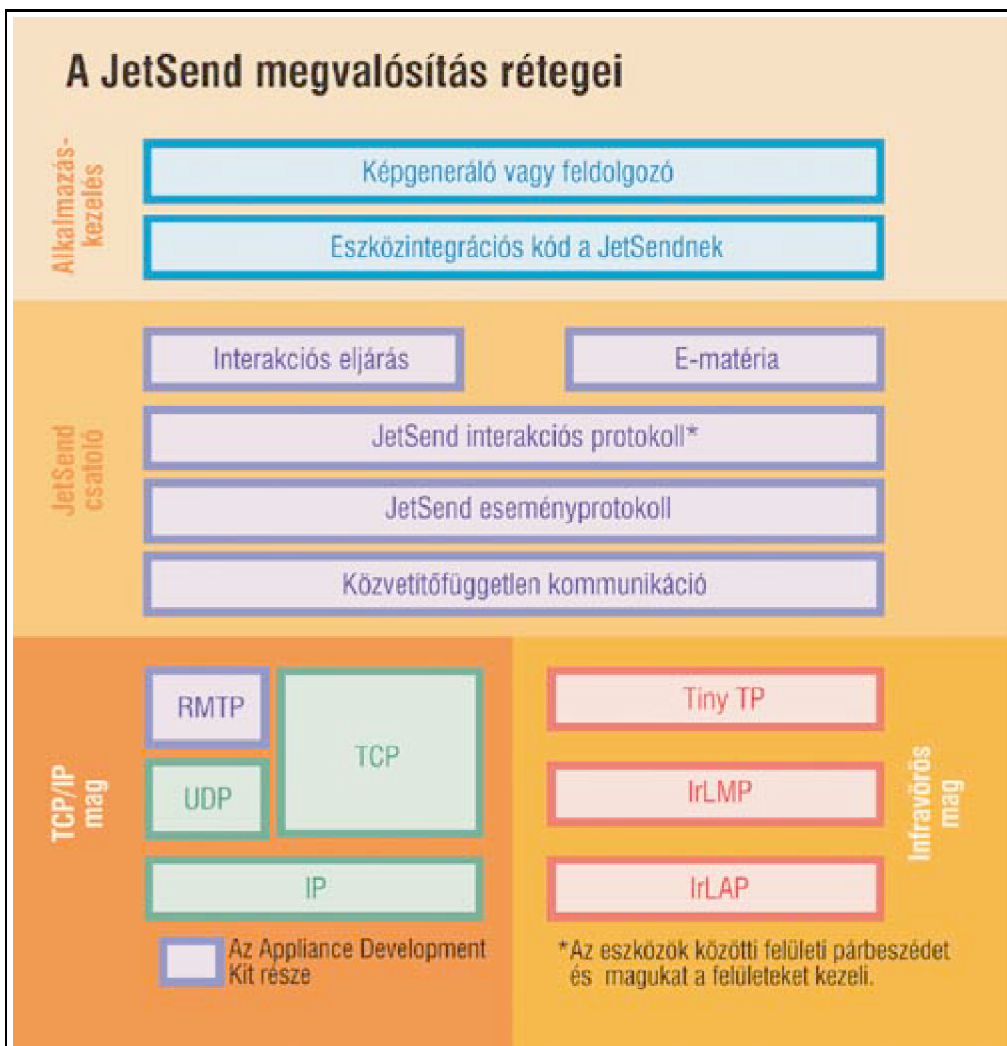 A JetSend megvalósítás rétegei
Alkalmazás-
kezelés
Képgeneráló vagy feldolgozó
Eszközintegrációs kód a JetSendnek
JetSend
csatoló
Interakciós eljárás
E-matéria
JetSend interakciós protokoll*
JetSend eseményprotokoll
Közvetítőfüggetlen kommunikáció
TCP/IP
mag
RMTP
TCP
UDP
IP
Tiny TP
IrLMP
IrLAP
Infravörös
mag
Az Appliance Development
Kit része
*Az eszközök közötti felületi párbeszédet
és magukat a felületeket kezeli.